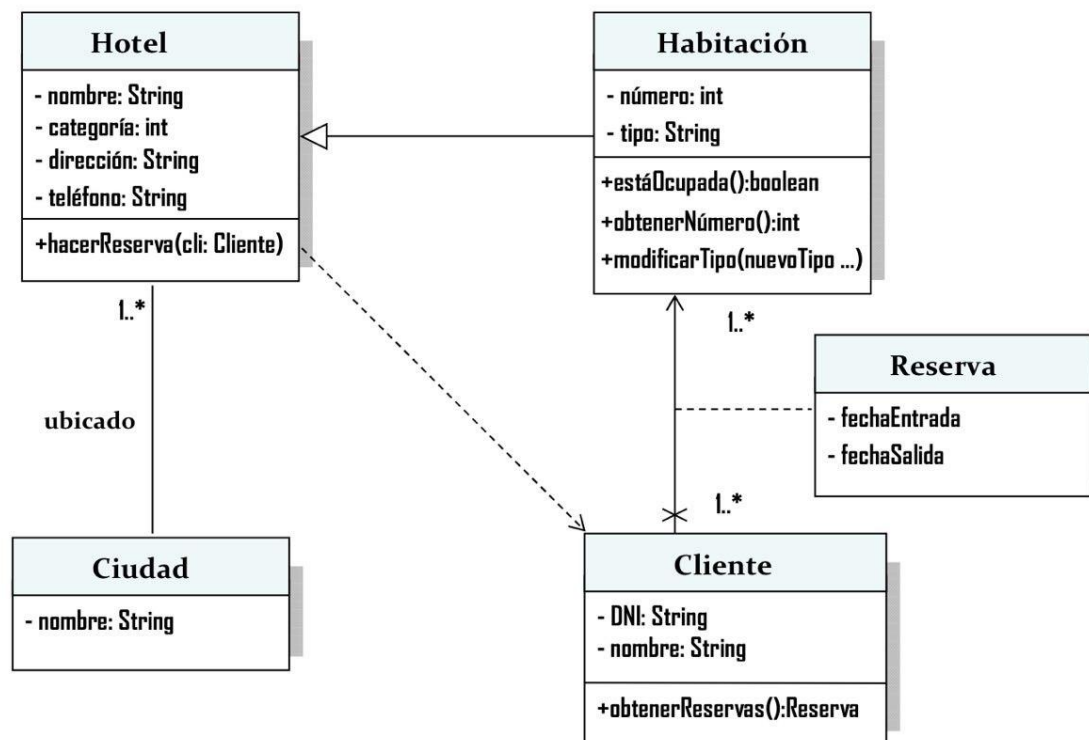 Hotel
- nombre: String
- categoría: int
- dirección: String
- teléfono: String
+hacerReserva(cli: Cliente)
Habitación
- número: int
- tipo: String
+estáOcupada():boolean
+obtenerNúmero():int
+modificarTipo(nuevoTipo ...)
1..*
1..*
Reserva
- fechaEntrada
- fechaSalida
ubicado
1..*
Ciudad
- nombre: String
Cliente
- DNI: String
- nombre: String
+obtenerReservas():Reserva